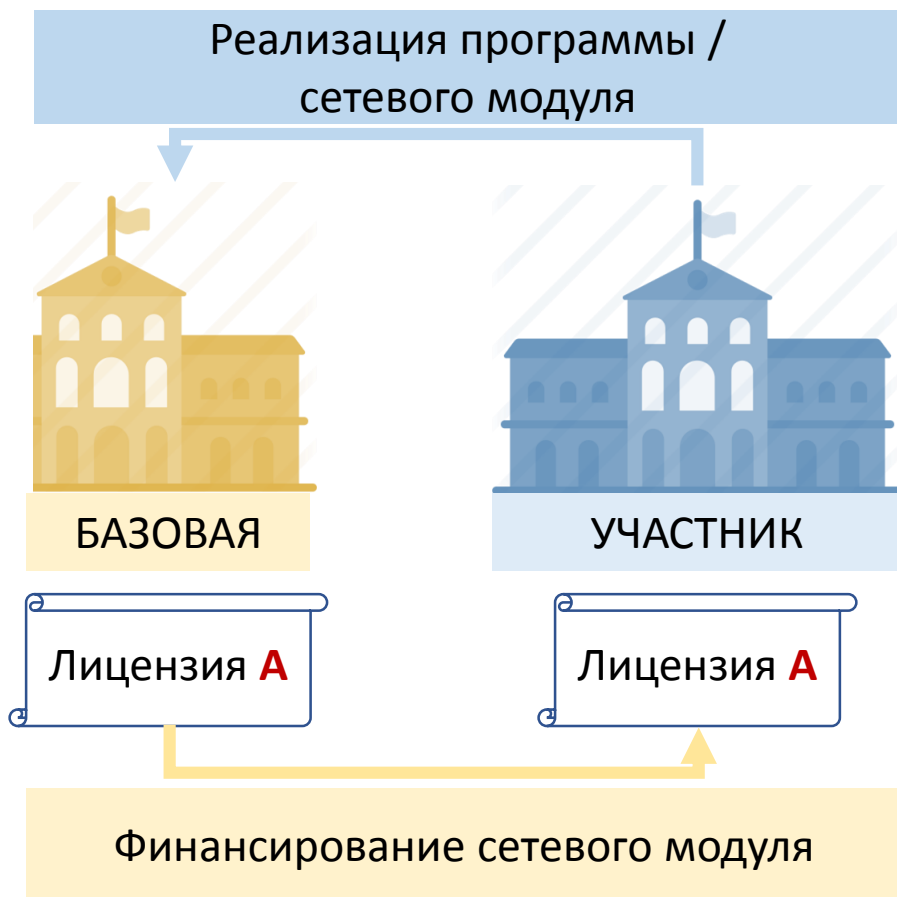 Реализация программы /
сетевого модуля
БАЗОВАЯ
УЧАСТНИК
Лицензия А
Лицензия А
Финансирование сетевого модуля